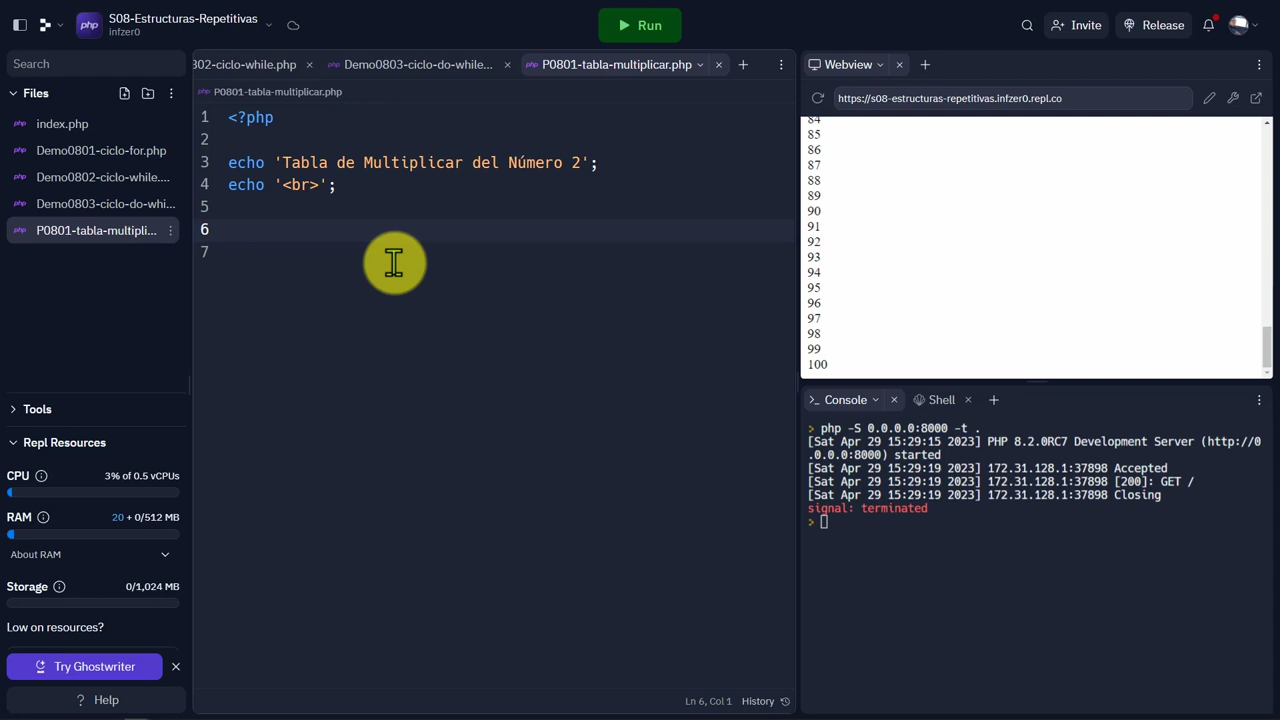 S08-Estructuras-Repetitivas
infzer0
Run
Invite
Release
Search
Files
index.php
Demo0801-ciclo-for.php
Demo0802-ciclo-while....
Demo0803-ciclo-do-whi...
P0801-tabla-multipli...
Tools
Repl Resources
CPU
3% of 0.5 vCPUs
RAM
20 + 0/512 MB
About RAM
Storage
0/1,024 MB
Low on resources?
Try Ghostwriter
Help
302-ciclo-while.php
Demo0803-ciclo-do-while...
P0801-tabla-multiplicar.php
P0801-tabla-multiplicar.php
1 <?php
2
3 echo 'Tabla de Multiplicar del Número 2';
4 echo '<br>';
5
6
7
Ln 6, Col 1
History
Webview
https://s08-estructuras-repetitivas.infzer0.repl.co
84
85
86
87
88
89
90
91
92
93
94
95
96
97
98
99
100
Console
Shell
php -S 0.0.0.0:8000 -t .
[Sat Apr 29 15:29:15 2023] PHP 8.2.0RC7 Development Server (http://0
.0.0.0:8000) started
[Sat Apr 29 15:29:19 2023] 172.31.128.1:37898 Accepted
[Sat Apr 29 15:29:19 2023] 172.31.128.1:37898 [200]: GET /
[Sat Apr 29 15:29:19 2023] 172.31.128.1:37898 Closing
signal: terminated